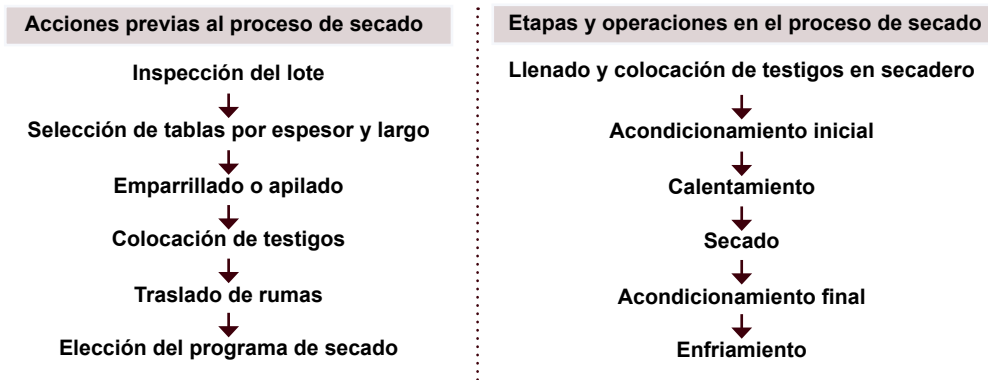 Acciones previas al proceso de secado
Inspección del lote
Selección de tablas por espesor y largo
Emparrillado o apilado
Colocación de testigos
Traslado de rumas
Elección del programa de secado
Etapas y operaciones en el proceso de secado
Llenado y colocación de testigos en secadero
Acondicionamiento inicial
Calentamiento
Secado
Acondicionamiento final
Enfriamiento